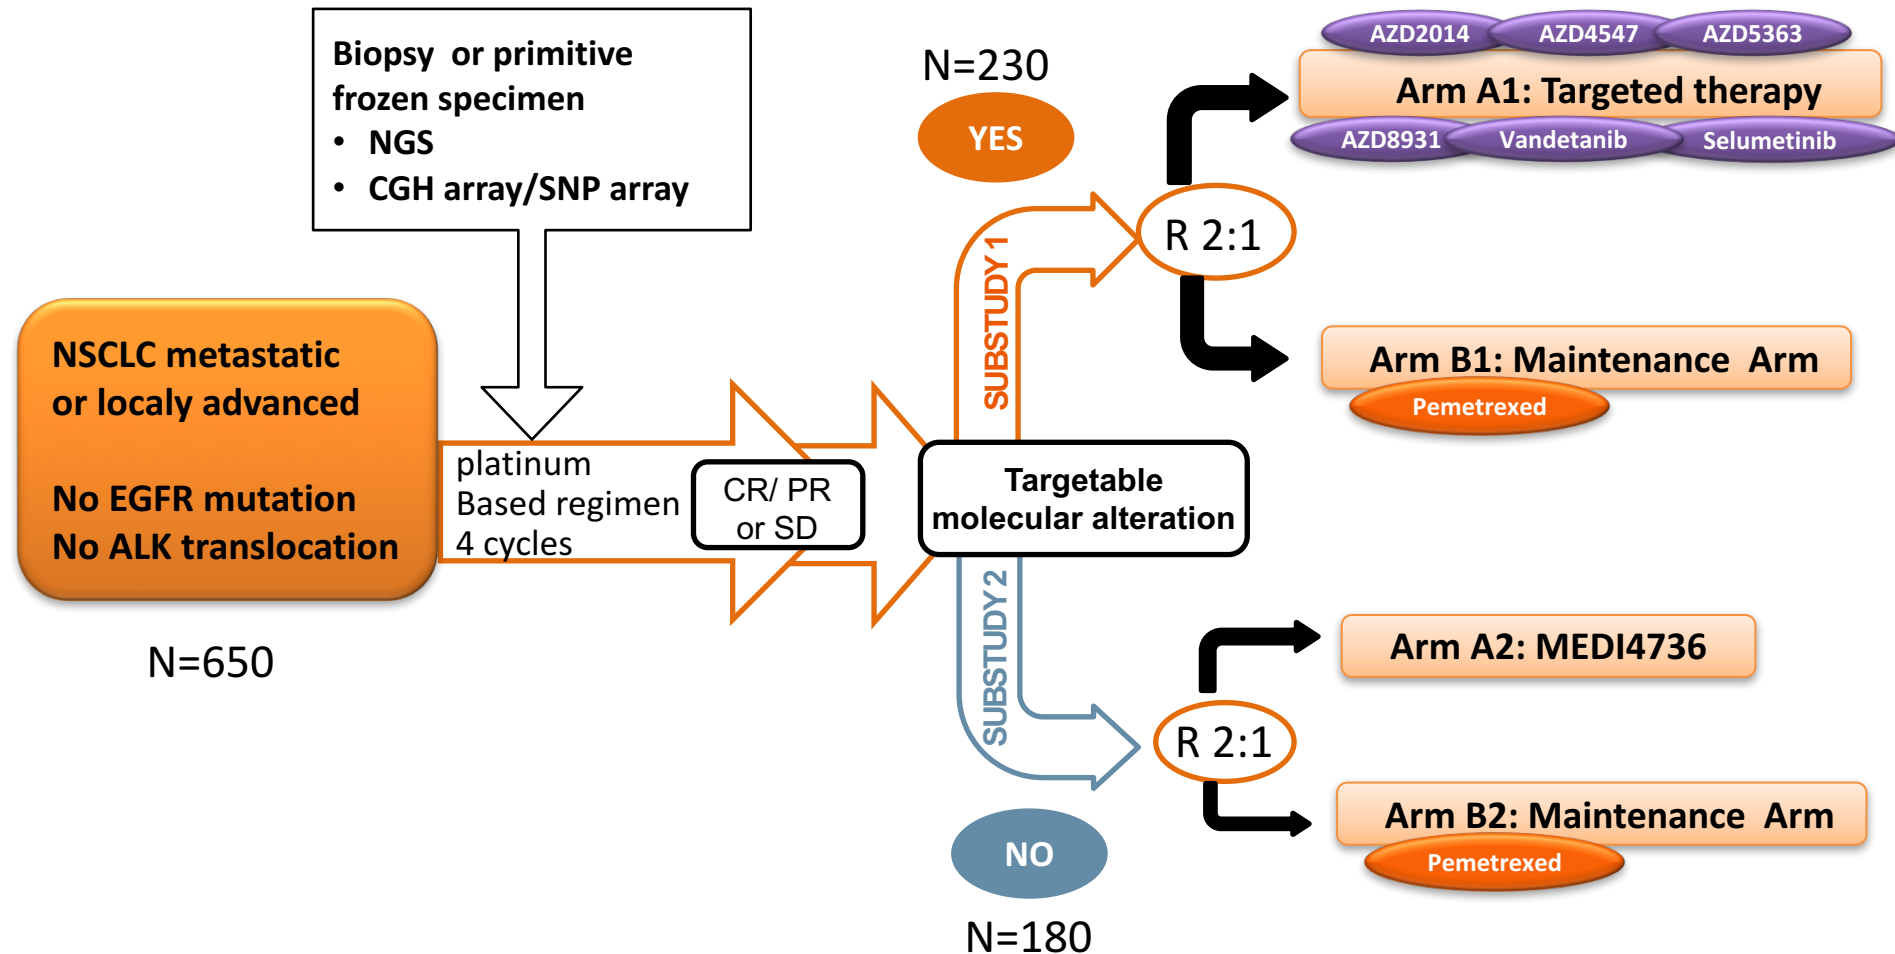 Biopsy or primitive
frozen specimen
• NGS
• CGH array/SNP array
NSCLC metastatic
or localy advanced
No EGFR mutation
No ALK translocation
N=650
platinum
Based regimen
4 cycles
CR/ PR
or SD
Targetable
molecular alteration
SUBSTUDY 1
N=230
YES
R 2:1
AZD2014
AZD4547
AZD5363
Arm A1: Targeted therapy
AZD8931
Vandetanib
Selumetinib
Arm B1: Maintenance Arm
Pemetrexed
SUBSTUDY 2
NO
N=180
R 2:1
Arm A2: MEDI4736
Arm B2: Maintenance Arm
Pemetrexed